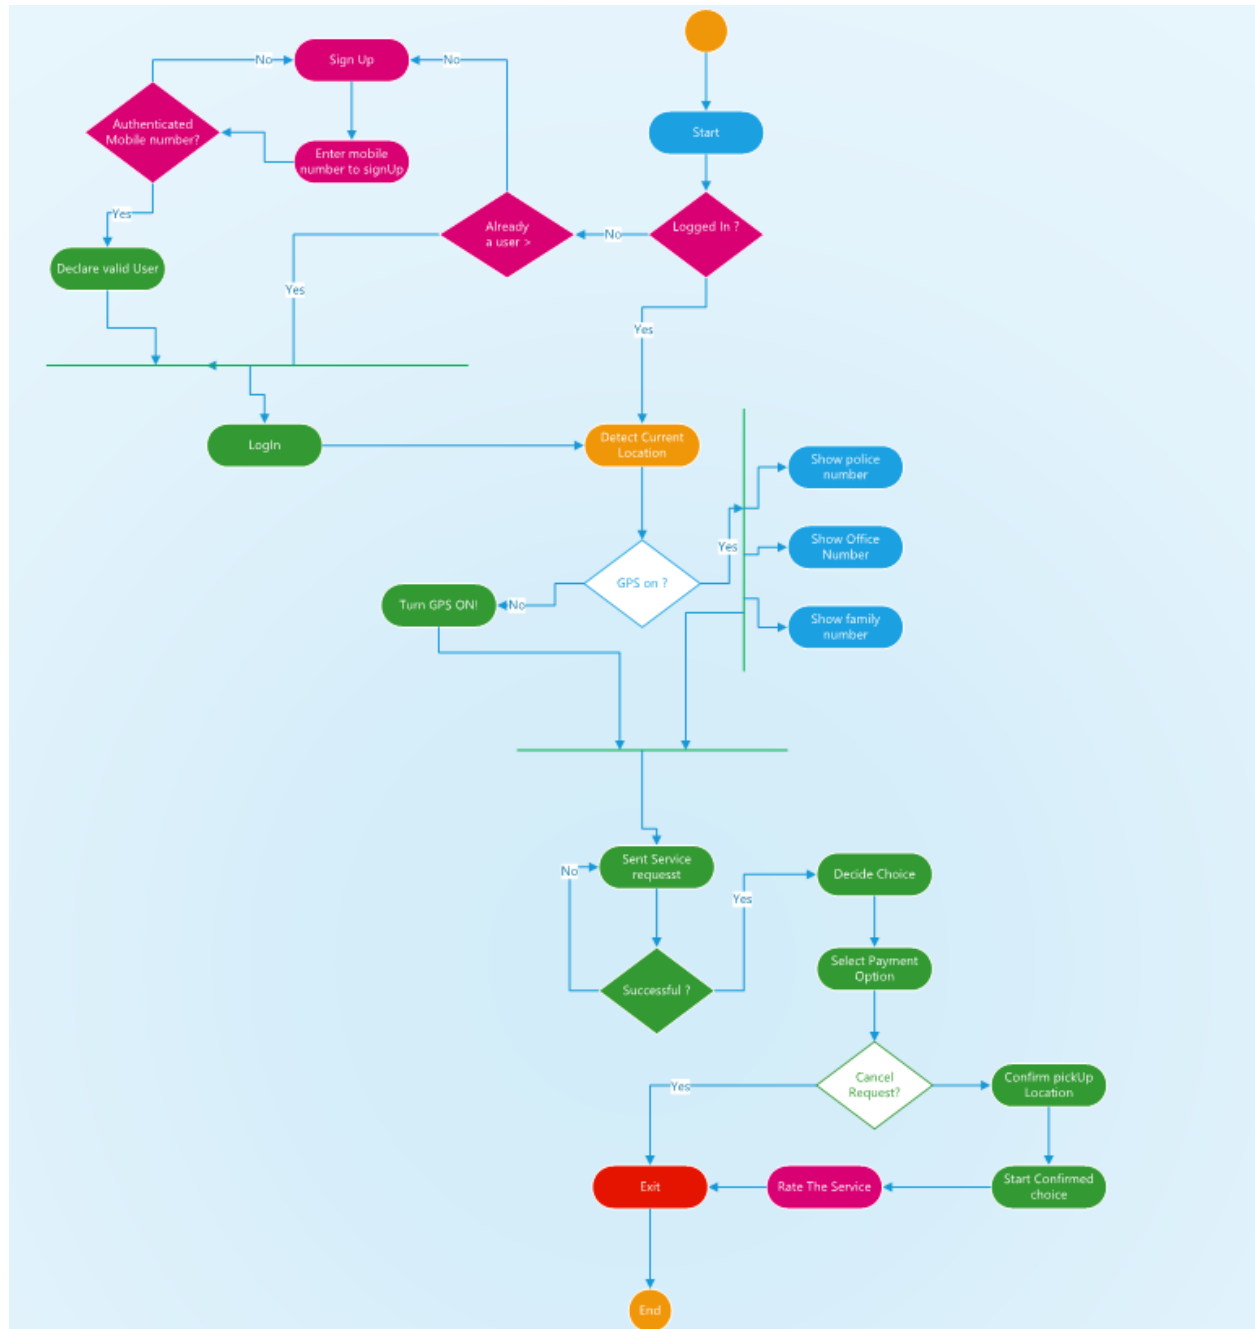 No
Sign Up
No
Authenticated
Mobile number?
Enter mobile
number to signUp
Start
Yes
Already
a user >
No
Logged In ?
Declare valid User
Yes
Yes
LogIn
Detect Current
Location
Show police
number
Yes
Show Office
Number
GPS on ?
Turn GPS ON!
No
Show family
number
Sent Service
requesst
No
Decide Choice
Yes
Select Payment
Option
Successful ?
Cancel
Request?
Yes
Confirm pickUp
Location
Exit
Rate The Service
Start Confirmed
choice
End